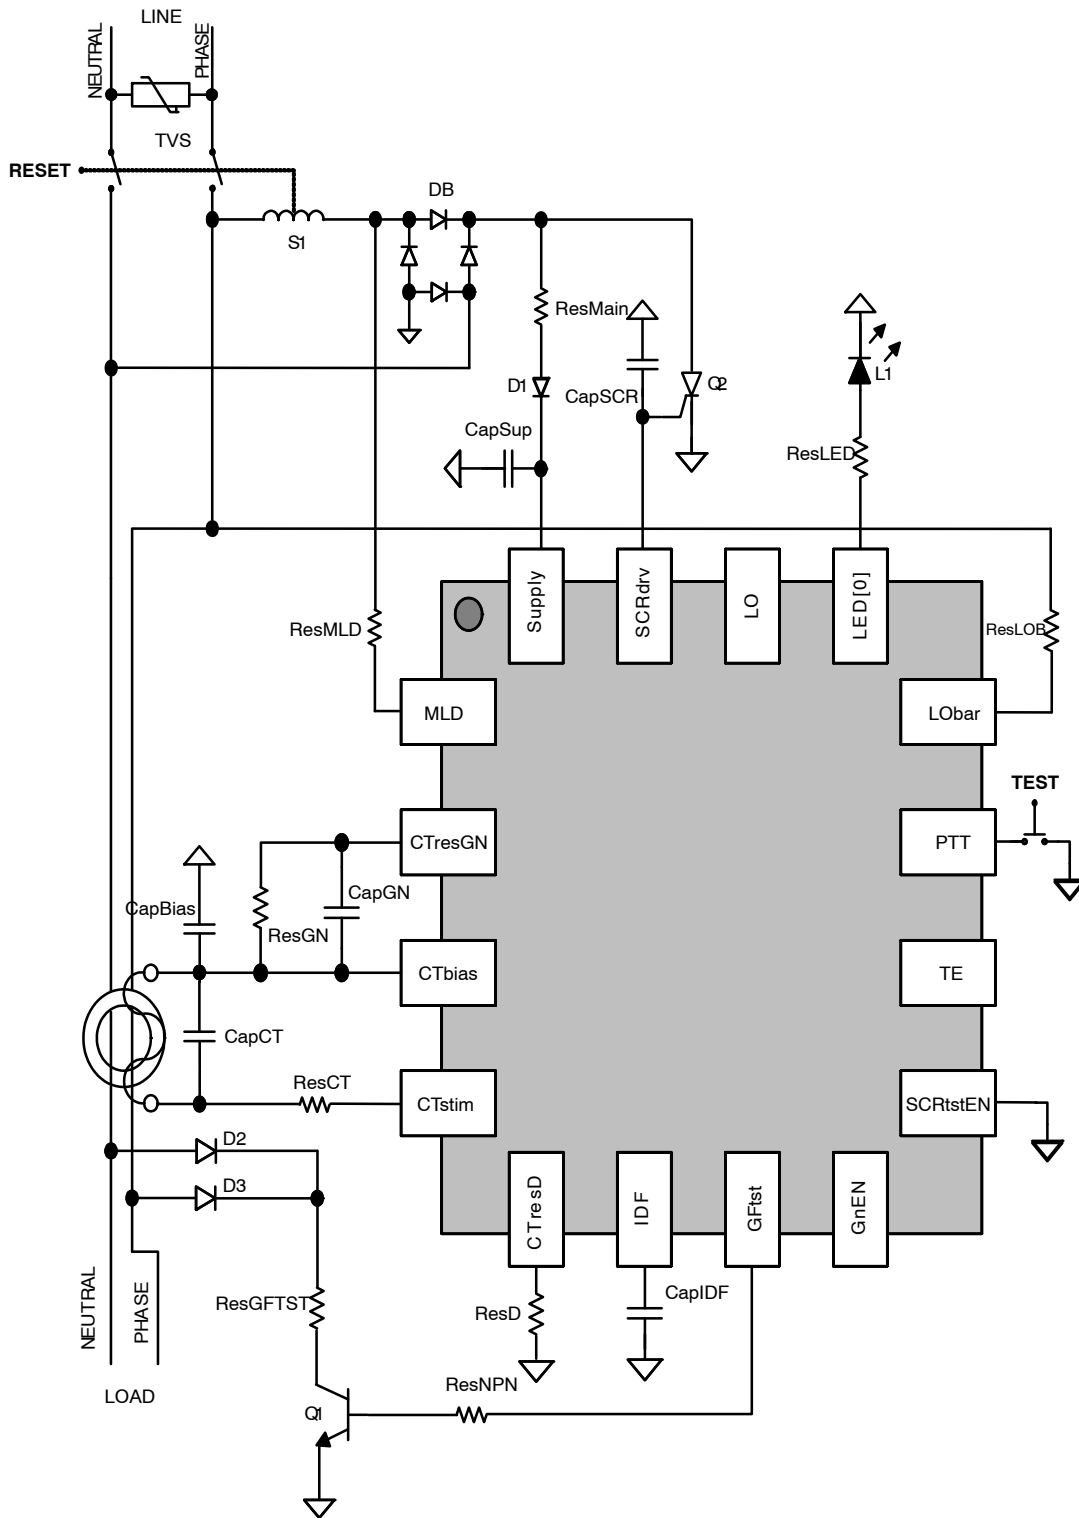 LINE
NEUTRAL
PHASE
TVS
RESET
S1
DB
ResMain
D1
CapSCR
Q2
CapSup
L1
ResLED
Supply
SCRdrv
LO
LED[0]
ResMLD
ResLOB
MLD
LObar
TEST
CTresGN
PTT
CapGN
CapBias
ResGN
CTbias
TE
CapCT
ResCT
CTstim
SCRtstEN
D2
D3
CTresD
IDF
GFtst
GnEN
NEUTRAL
PHASE
ResGFTST
ResD
CapIDF
LOAD
ResNPN
Q1